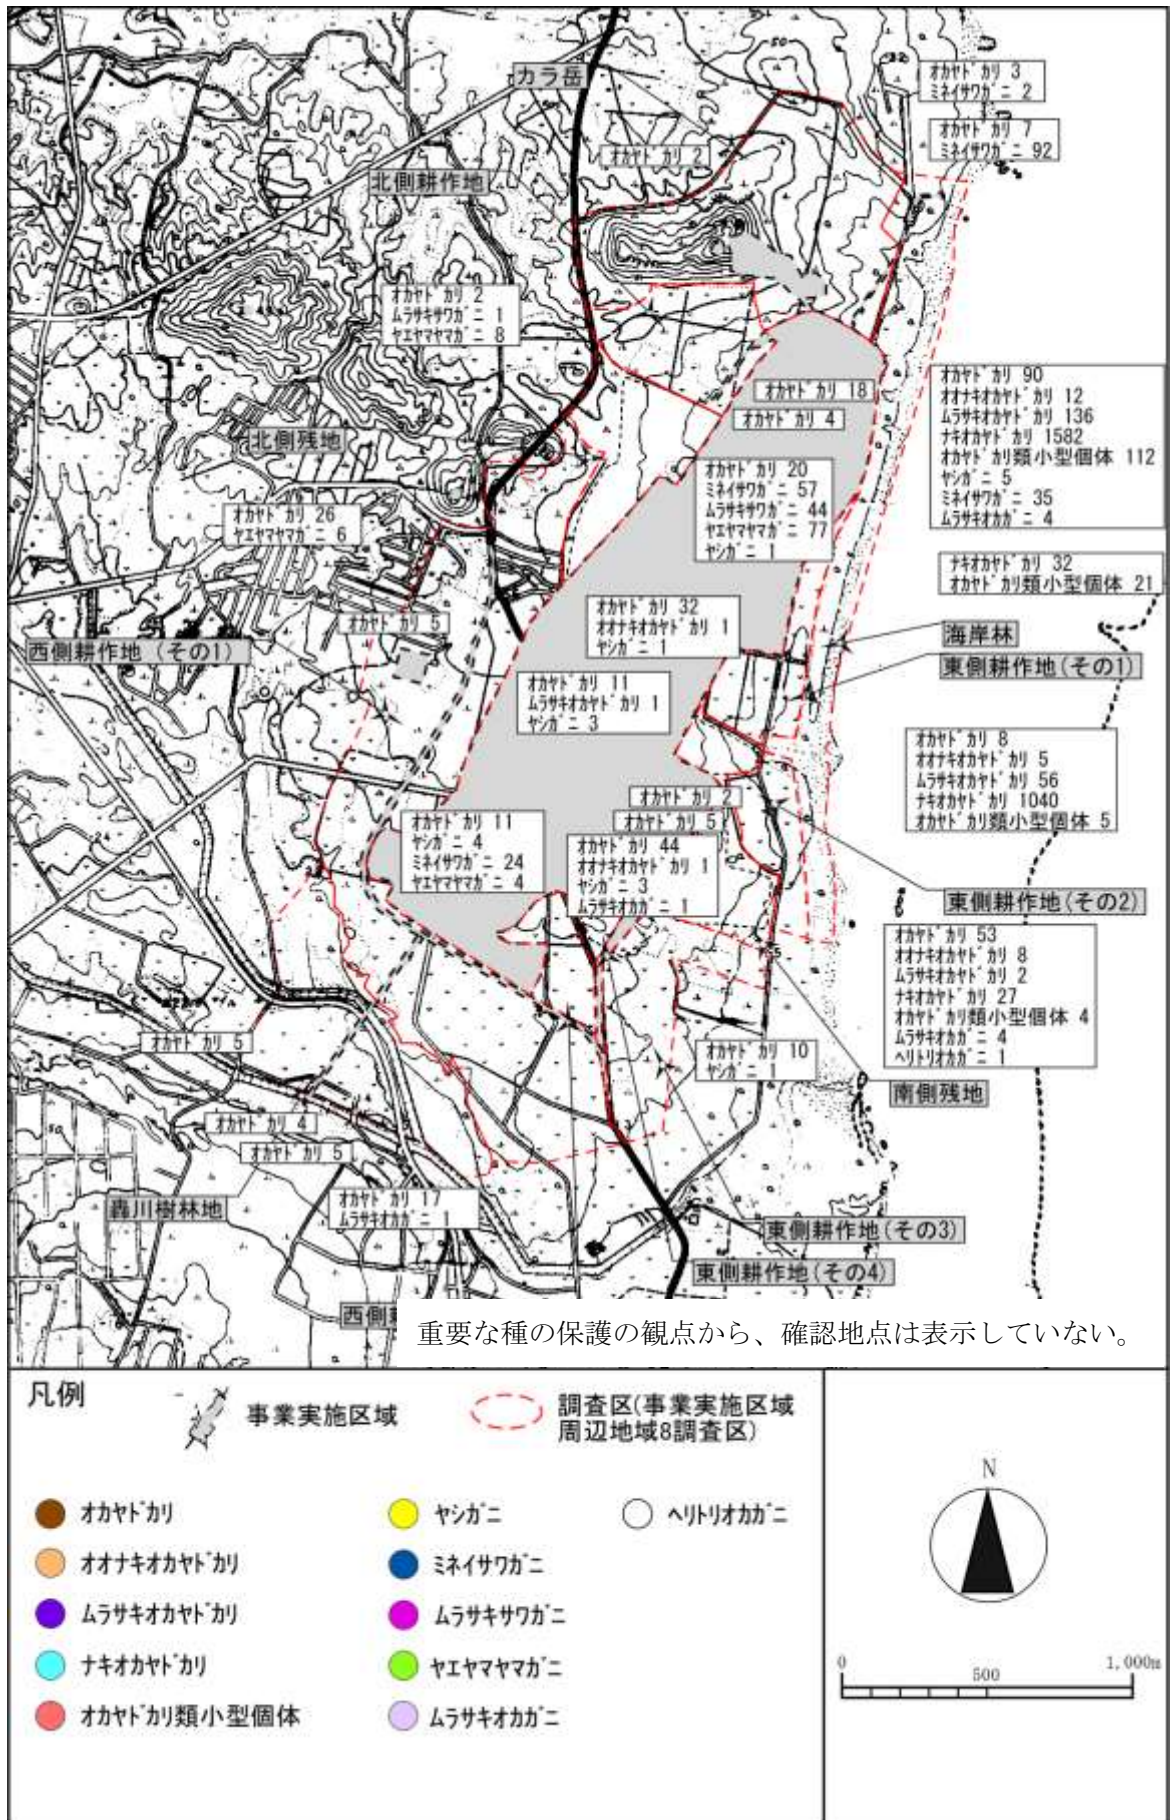 カラ岳
オカヤドカリ 3
ミネイサワガニ 2
オカヤドカリ 7
ミネイサワガニ 92
オカヤドカリ 2
北側耕作地
オカヤドカリ 2
ムラサキサワガニ 1
ヤエヤマヤマガニ 8
オカヤドカリ 18
オカヤドカリ 4
オカヤドカリ 90
オオナキオカヤドカリ 12
ムラサキオカヤドカリ 136
ナキオカヤドカリ 1582
オカヤドカリ類小型個体 112
ヤシガニ 5
ミネイサワガニ 35
ムラサキオカガニ 4
北側残地
オカヤドカリ 20
ミネイサワガニ 57
ムラサキサワガニ 44
ヤエヤマヤマガニ 77
ヤシガニ 1
オカヤドカリ 26
ヤエヤマヤマガニ 6
ナキオカヤドカリ 32
オカヤドカリ類小型個体 21
オカヤドカリ 32
オオナキオカヤドカリ 1
ヤシガニ 1
オカヤドカリ 5
西側耕作地(その1)
海岸林
東側耕作地(その1)
オカヤドカリ 11
ムラサキオカヤドカリ 1
ヤシガニ 3
オカヤドカリ 8
オオナキオカヤドカリ 5
ムラサキオカヤドカリ 56
ナキオカヤドカリ 1040
オカヤドカリ類小型個体 5
オカヤドカリ 2
オカヤドカリ 5
オカヤドカリ 11
ヤシガニ 4
ミネイサワガニ 24
ヤエヤマヤマガニ 4
オカヤドカリ 44
オオナキオカヤドカリ 1
ヤシガニ 3
ムラサキオカガニ 1
東側耕作地(その2)
オカヤドカリ 53
オオナキオカヤドカリ 8
ムラサキオカヤドカリ 2
ナキオカヤドカリ 27
オカヤドカリ類小型個体 4
ムラサキオカガニ 4
ヘリトリオカガニ 1
オカヤドカリ 5
オカヤドカリ 10
ヤシガニ 1
南側残地
オカヤドカリ 4
オカヤドカリ 5
オカヤドカリ 17
ムラサキオカガニ 1
轟川樹林地
東側耕作地(その3)
東側耕作地(その4)
西側
重要な種の保護の観点から、確認地点は表示していない。
凡例
事業実施区域
調査区(事業実施区域
周辺地域8調査区)
オカヤドカリ
オオナキオカヤドカリ
ムラサキオカヤドカリ
ナキオカヤドカリ
オカヤドカリ類小型個体
ヤシガニ
ミネイサワガニ
ムラサキサワガニ
ヤエヤマヤマガニ
ムラサキオカガニ
ヘリトリオカガニ
N
0 500 1,000m